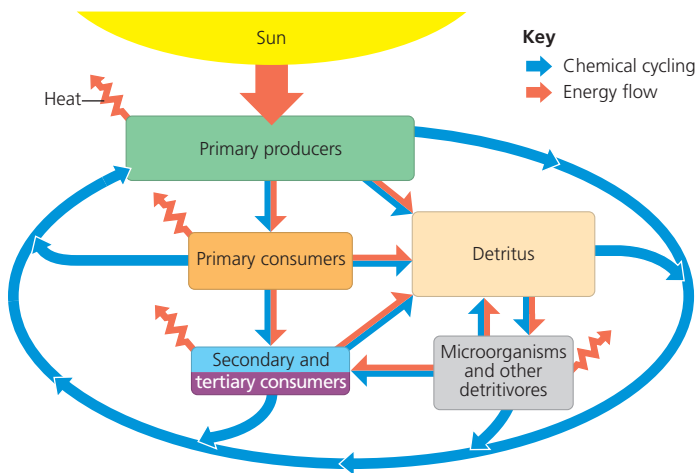 Sun
Key
Chemical cycling
Energy flow
Heat
Primary producers
Primary consumers
Detritus
Secondary and
tertiary consumers
Microorganisms
and other
detritivores